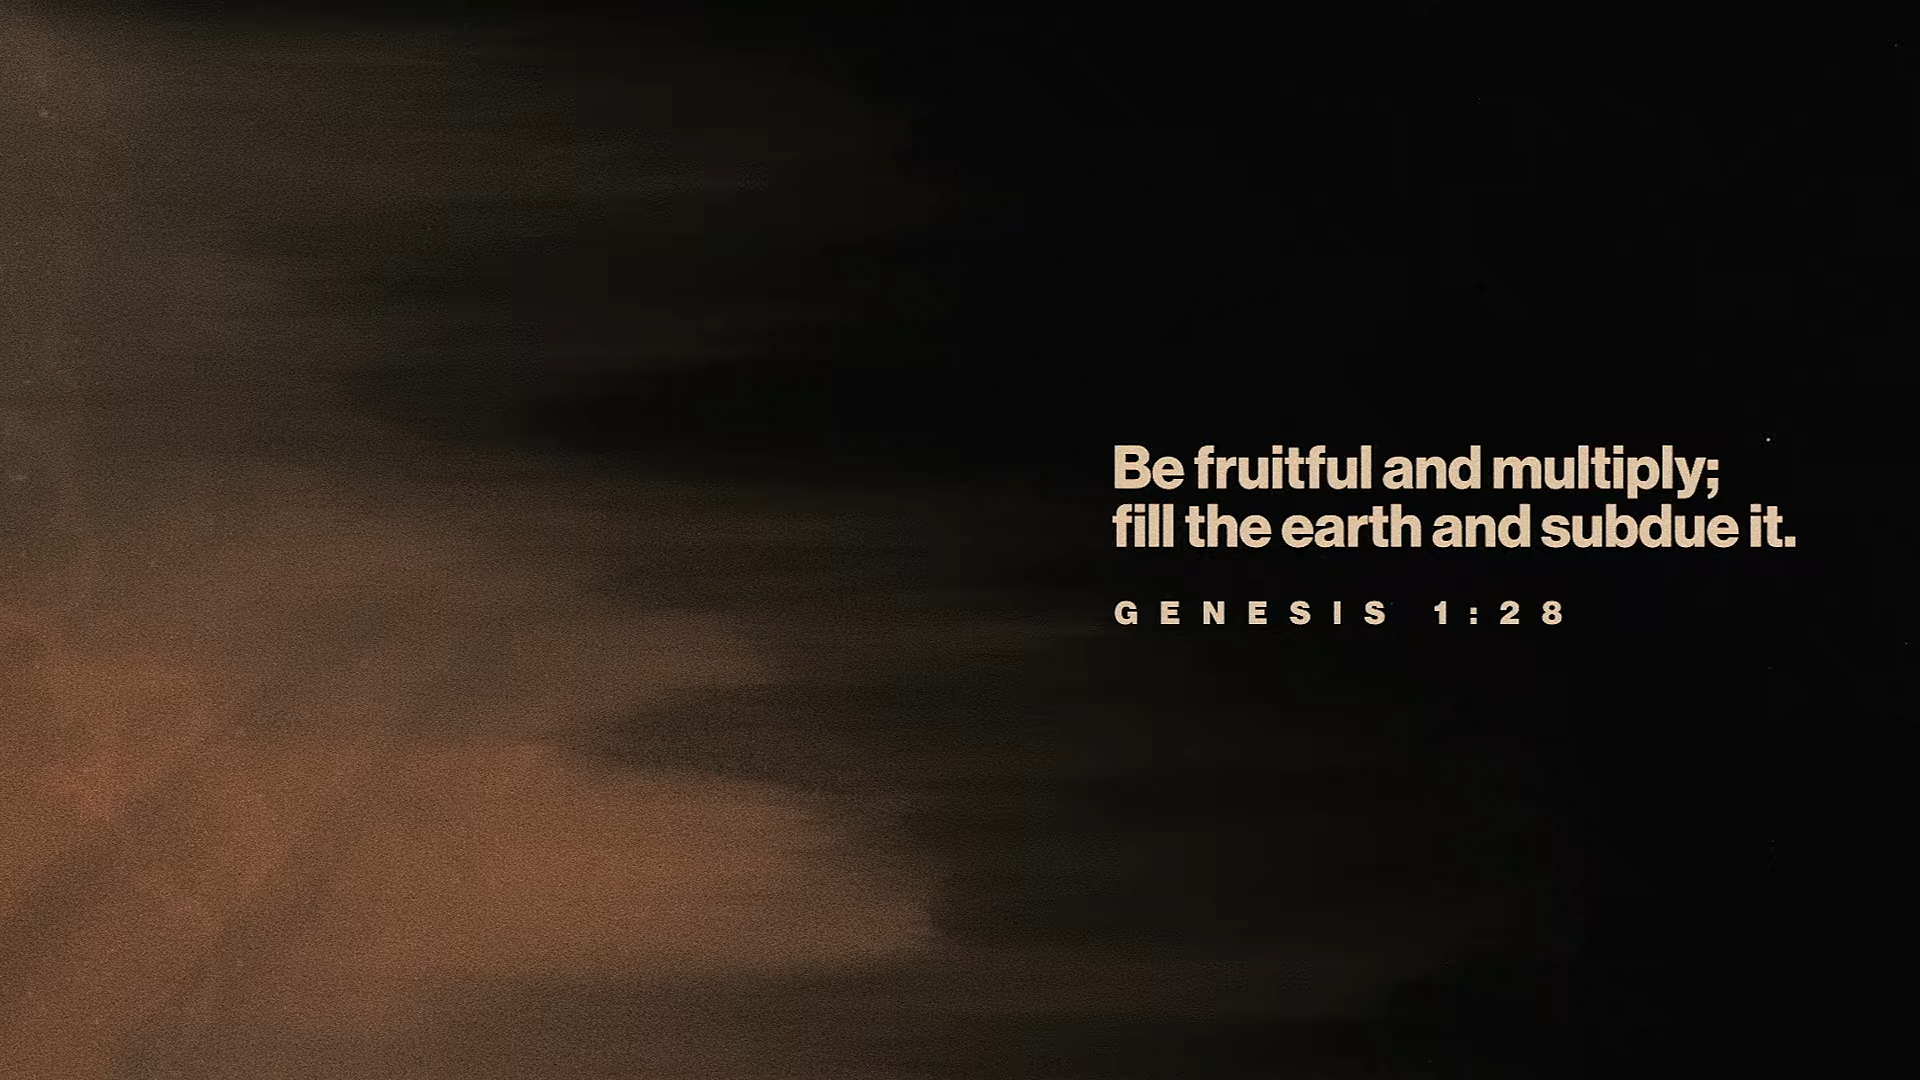 Be fruitful and multiply;
fill the earth and subdue it.
GENESIS 1:28